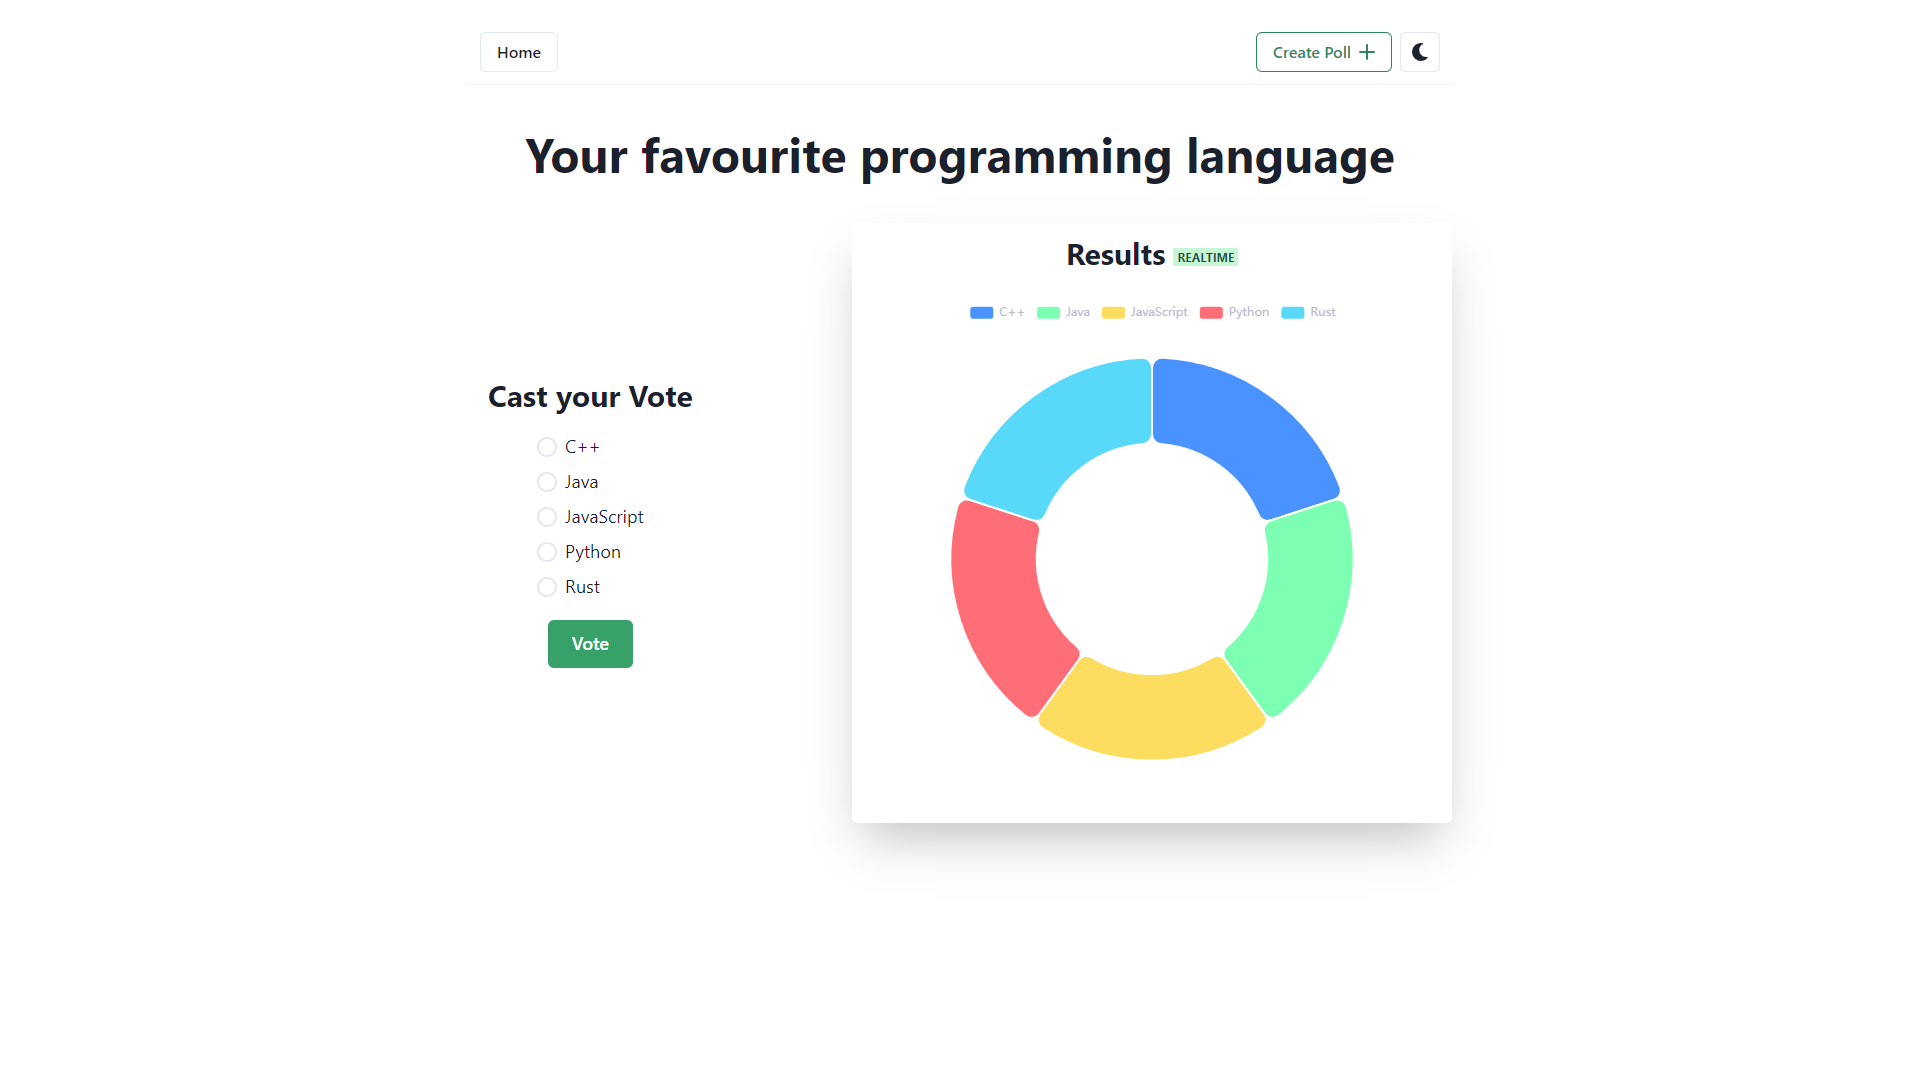 Home
Create Poll
Your favourite programming language
Results REALTIME
C++ Java JavaScript Python Rust
Cast your Vote
C++
Java
JavaScript
Python
Rust
Vote